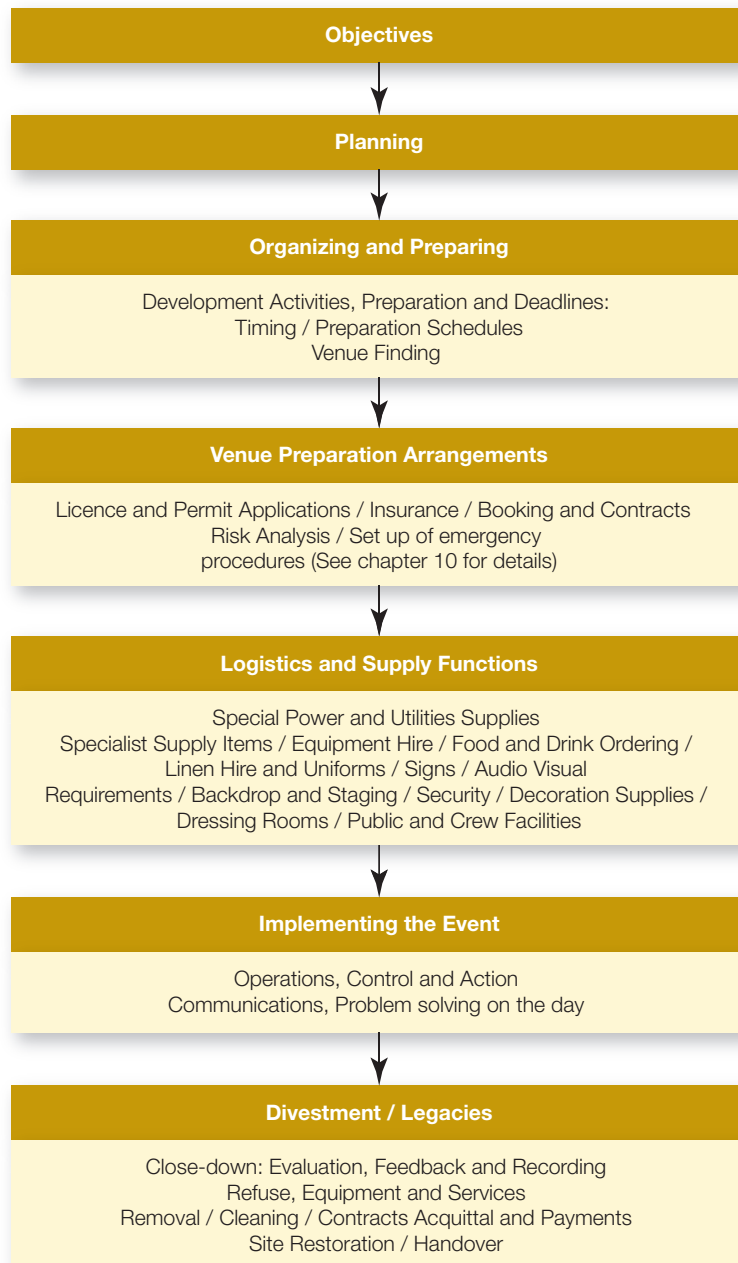 Objectives
Planning
Organizing and Preparing
Development Activities, Preparation and Deadlines:
Timing / Preparation Schedules
Venue Finding
Venue Preparation Arrangements
Licence and Permit Applications / Insurance / Booking and Contracts
Risk Analysis / Set up of emergency
procedures (See chapter 10 for details)
Logistics and Supply Functions
Special Power and Utilities Supplies
Specialist Supply Items / Equipment Hire / Food and Drink Ordering /
Linen Hire and Uniforms / Signs / Audio Visual
Requirements / Backdrop and Staging / Security / Decoration Supplies /
Dressing Rooms / Public and Crew Facilities
Implementing the Event
Operations, Control and Action
Communications, Problem solving on the day
Divestment / Legacies
Close-down: Evaluation, Feedback and Recording
Refuse, Equipment and Services
Removal / Cleaning / Contracts Acquittal and Payments
Site Restoration / Handover